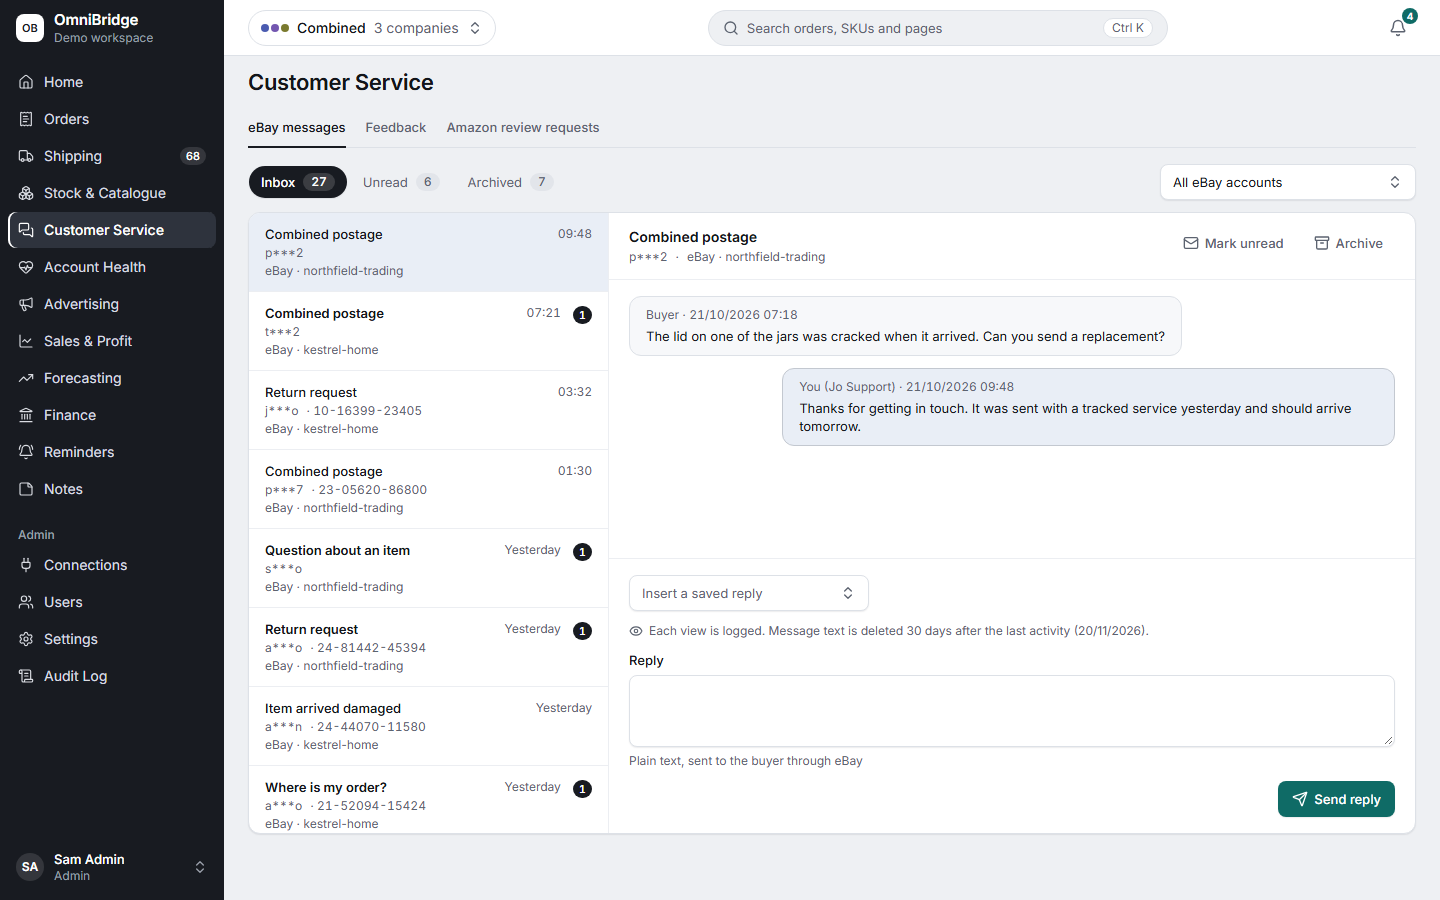 OB
OmniBridge
Demo workspace
Home
Orders
Shipping 68
Stock & Catalogue
Customer Service
Account Health
Advertising
Sales & Profit
Forecasting
Finance
Reminders
Notes
Admin
Connections
Users
Settings
Audit Log
SA
Sam Admin
Admin
Combined 3 companies
Search orders, SKUs and pages Ctrl K
4
Customer Service
eBay messages Feedback Amazon review requests
Inbox 27 Unread 6 Archived 7
All eBay accounts
Combined postage 09:48
p***2
eBay · northfield-trading
Combined postage 07:21 1
t***2
eBay · kestrel-home
Return request 03:32
j***o · 10-16399-23405
eBay · kestrel-home
Combined postage 01:30
p***7 · 23-05620-86800
eBay · northfield-trading
Question about an item Yesterday 1
s***o
eBay · northfield-trading
Return request Yesterday 1
a***o · 24-81442-45394
eBay · northfield-trading
Item arrived damaged Yesterday
a***n · 24-44070-11580
eBay · kestrel-home
Where is my order? Yesterday 1
a***o · 21-52094-15424
eBay · kestrel-home
Combined postage
p***2 · eBay · northfield-trading
Mark unread Archive
Buyer · 21/10/2026 07:18
The lid on one of the jars was cracked when it arrived. Can you send a replacement?
You (Jo Support) · 21/10/2026 09:48
Thanks for getting in touch. It was sent with a tracked service yesterday and should arrive
tomorrow.
Insert a saved reply
Each view is logged. Message text is deleted 30 days after the last activity (20/11/2026).
Reply
Plain text, sent to the buyer through eBay
Send reply